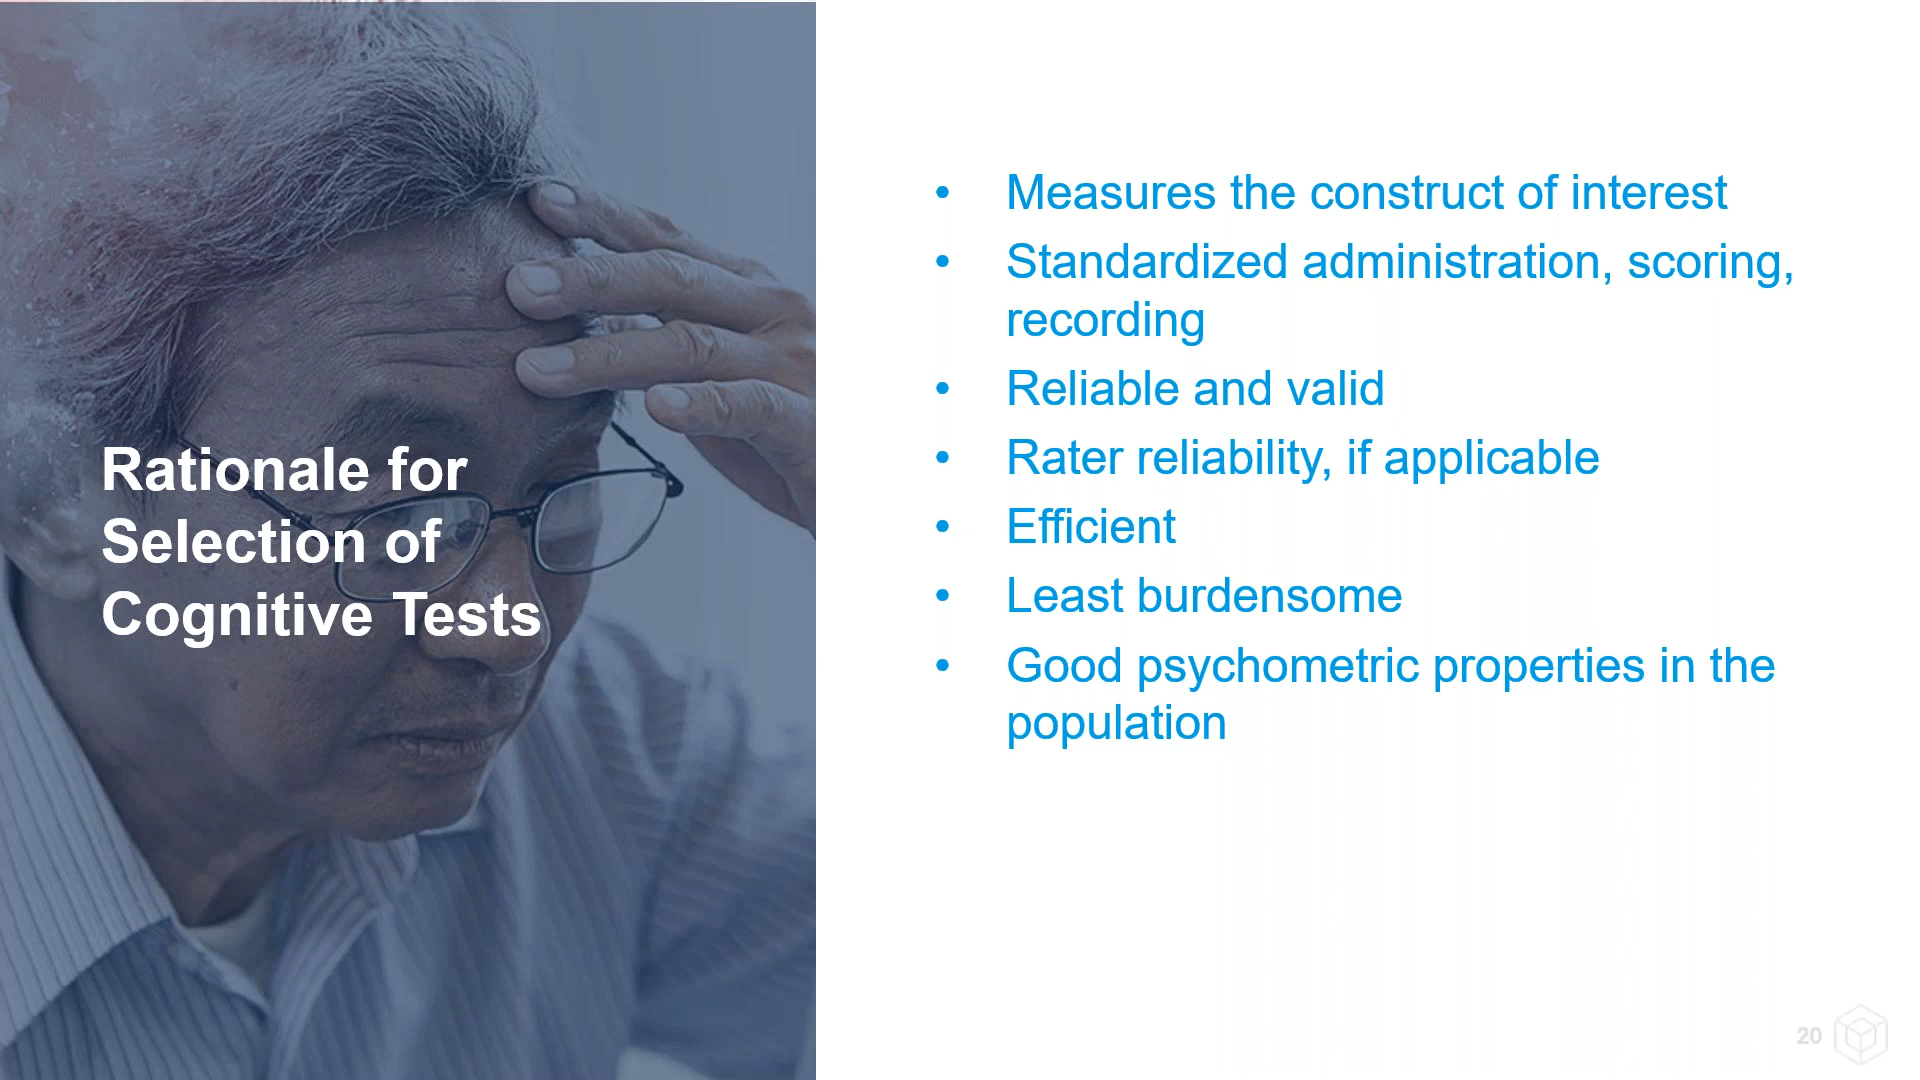 Rationale for
Selection of
Cognitive Tests
• Measures the construct of interest
• Standardized administration, scoring,
recording
• Reliable and valid
• Rater reliability, if applicable
• Efficient
• Least burdensome
• Good psychometric properties in the
population
20